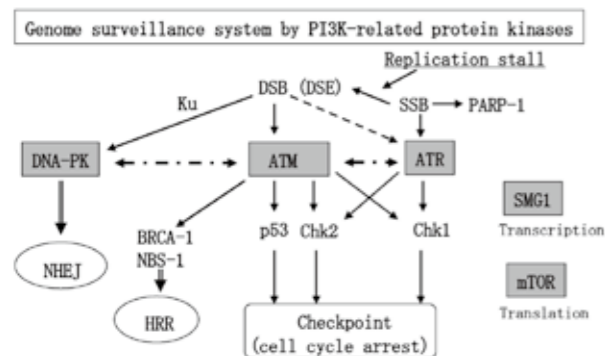 Genome surveillance system by PI3K-related protein kinases
Replication stall
DSB (DSE)
Ku
SSB
PARP-1
DNA-PK
ATM
ATR
SMG1
Transcription
BRCA-1
NBS-1
p53
Chk2
Chk1
NHEJ
mTOR
Translation
HRR
Checkpoint
(cell cycle arrest)